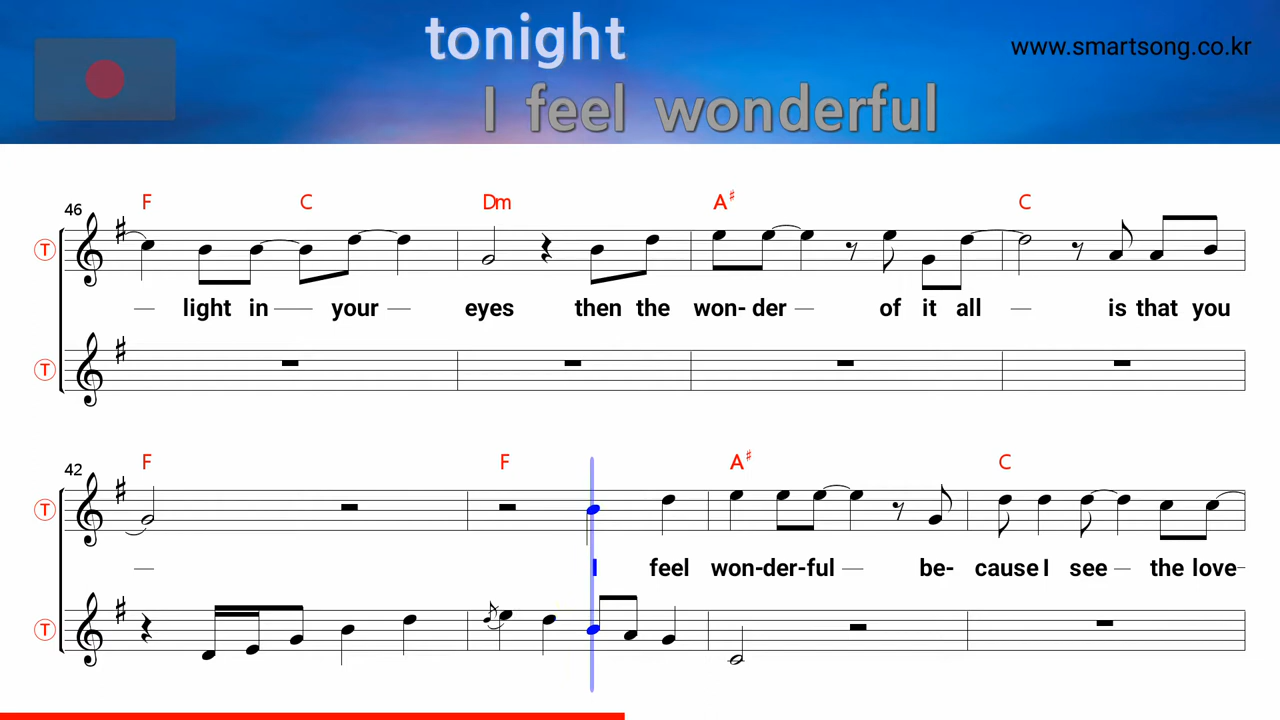 tonight
www.smartsong.co.kr
I feel wonderful
46
F C Dm A♯ C
T
— light in — your — eyes then the won- der — of it all — is that you
T
42
F F A♯ C
T
— I feel won-der-ful — be- cause I see — the love-
T